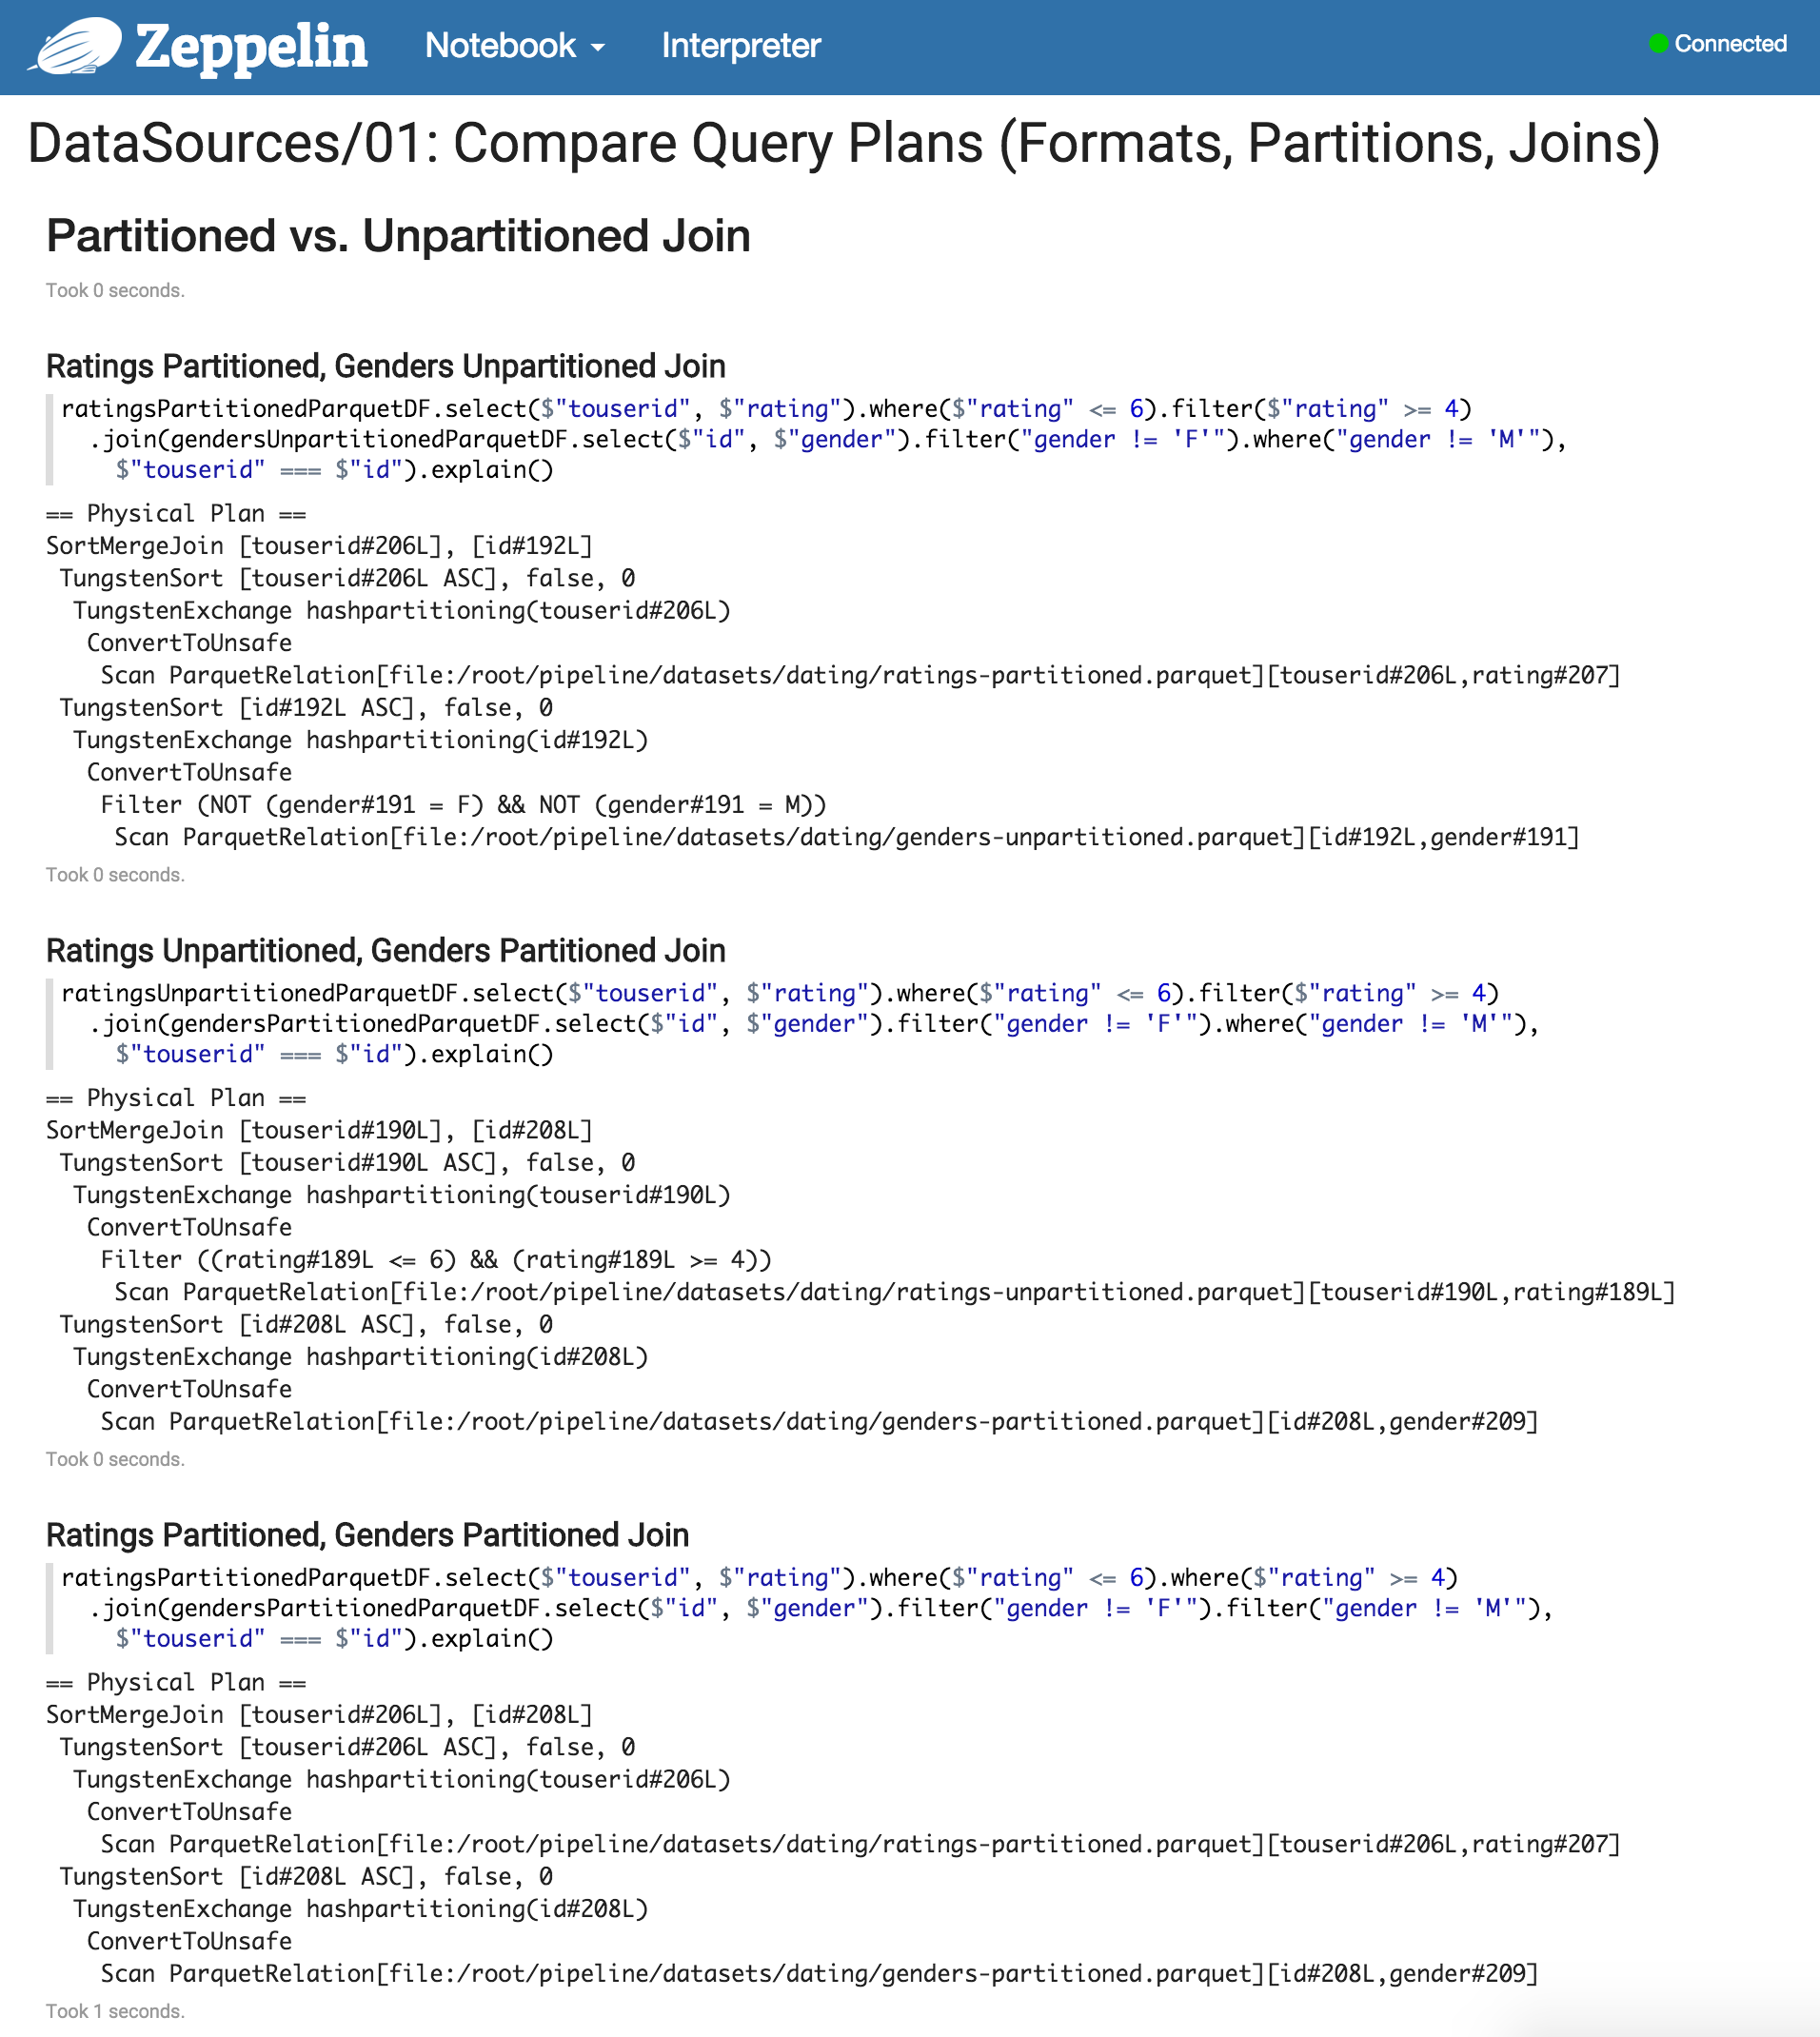 Zeppelin Notebook Interpreter Connected
DataSources/01: Compare Query Plans (Formats, Partitions, Joins)
Partitioned vs. Unpartitioned Join
Took 0 seconds.
Ratings Partitioned, Genders Unpartitioned Join
ratingsPartitionedParquetDF.select($"touserid", $"rating").where($"rating" <= 6).filter($"rating" >= 4)
.join(gendersUnpartitionedParquetDF.select($"id", $"gender").filter("gender != 'F'").where("gender != 'M'"),
$"touserid" === $"id").explain()
== Physical Plan ==
SortMergeJoin [touserid#206L], [id#192L]
TungstenSort [touserid#206L ASC], false, 0
TungstenExchange hashpartitioning(touserid#206L)
ConvertToUnsafe
Scan ParquetRelation[file:/root/pipeline/datasets/dating/ratings-partitioned.parquet][touserid#206L,rating#207]
TungstenSort [id#192L ASC], false, 0
TungstenExchange hashpartitioning(id#192L)
ConvertToUnsafe
Filter (NOT (gender#191 = F) && NOT (gender#191 = M))
Scan ParquetRelation[file:/root/pipeline/datasets/dating/genders-unpartitioned.parquet][id#192L,gender#191]
Took 0 seconds.
Ratings Unpartitioned, Genders Partitioned Join
ratingsUnpartitionedParquetDF.select($"touserid", $"rating").where($"rating" <= 6).filter($"rating" >= 4)
.join(gendersPartitionedParquetDF.select($"id", $"gender").filter("gender != 'F'").where("gender != 'M'"),
$"touserid" === $"id").explain()
== Physical Plan ==
SortMergeJoin [touserid#190L], [id#208L]
TungstenSort [touserid#190L ASC], false, 0
TungstenExchange hashpartitioning(touserid#190L)
ConvertToUnsafe
Filter ((rating#189L <= 6) && (rating#189L >= 4))
Scan ParquetRelation[file:/root/pipeline/datasets/dating/ratings-unpartitioned.parquet][touserid#190L,rating#189L]
TungstenSort [id#208L ASC], false, 0
TungstenExchange hashpartitioning(id#208L)
ConvertToUnsafe
Scan ParquetRelation[file:/root/pipeline/datasets/dating/genders-partitioned.parquet][id#208L,gender#209]
Took 0 seconds.
Ratings Partitioned, Genders Partitioned Join
ratingsPartitionedParquetDF.select($"touserid", $"rating").where($"rating" <= 6).where($"rating" >= 4)
.join(gendersPartitionedParquetDF.select($"id", $"gender").filter("gender != 'F'").filter("gender != 'M'"),
$"touserid" === $"id").explain()
== Physical Plan ==
SortMergeJoin [touserid#206L], [id#208L]
TungstenSort [touserid#206L ASC], false, 0
TungstenExchange hashpartitioning(touserid#206L)
ConvertToUnsafe
Scan ParquetRelation[file:/root/pipeline/datasets/dating/ratings-partitioned.parquet][touserid#206L,rating#207]
TungstenSort [id#208L ASC], false, 0
TungstenExchange hashpartitioning(id#208L)
ConvertToUnsafe
Scan ParquetRelation[file:/root/pipeline/datasets/dating/genders-partitioned.parquet][id#208L,gender#209]
Took 1 seconds.